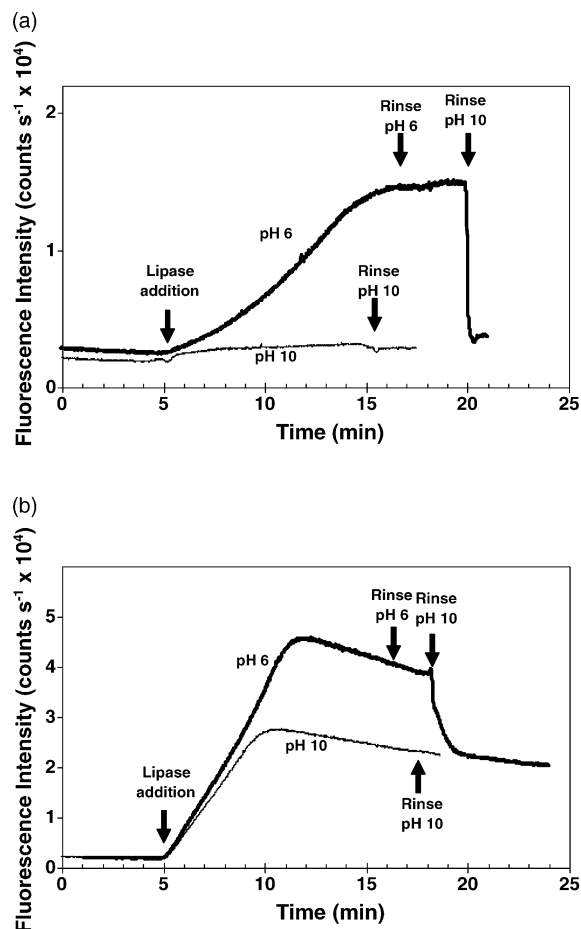 (a)
Fluorescence Intensity (counts s⁻¹ x 10⁴)
2
1
0
Rinse
pH 6
Rinse
pH 10
pH 6
Lipase
addition
Rinse
pH 10
pH 10
0 5 10 15 20 25
Time (min)
(b)
Fluorescence Intensity (counts s⁻¹ x 10⁴)
5
4
3
2
1
0
Rinse
pH 6
Rinse
pH 10
pH 6
pH 10
Lipase
addition
Rinse
pH 10
0 5 10 15 20 25
Time (min)